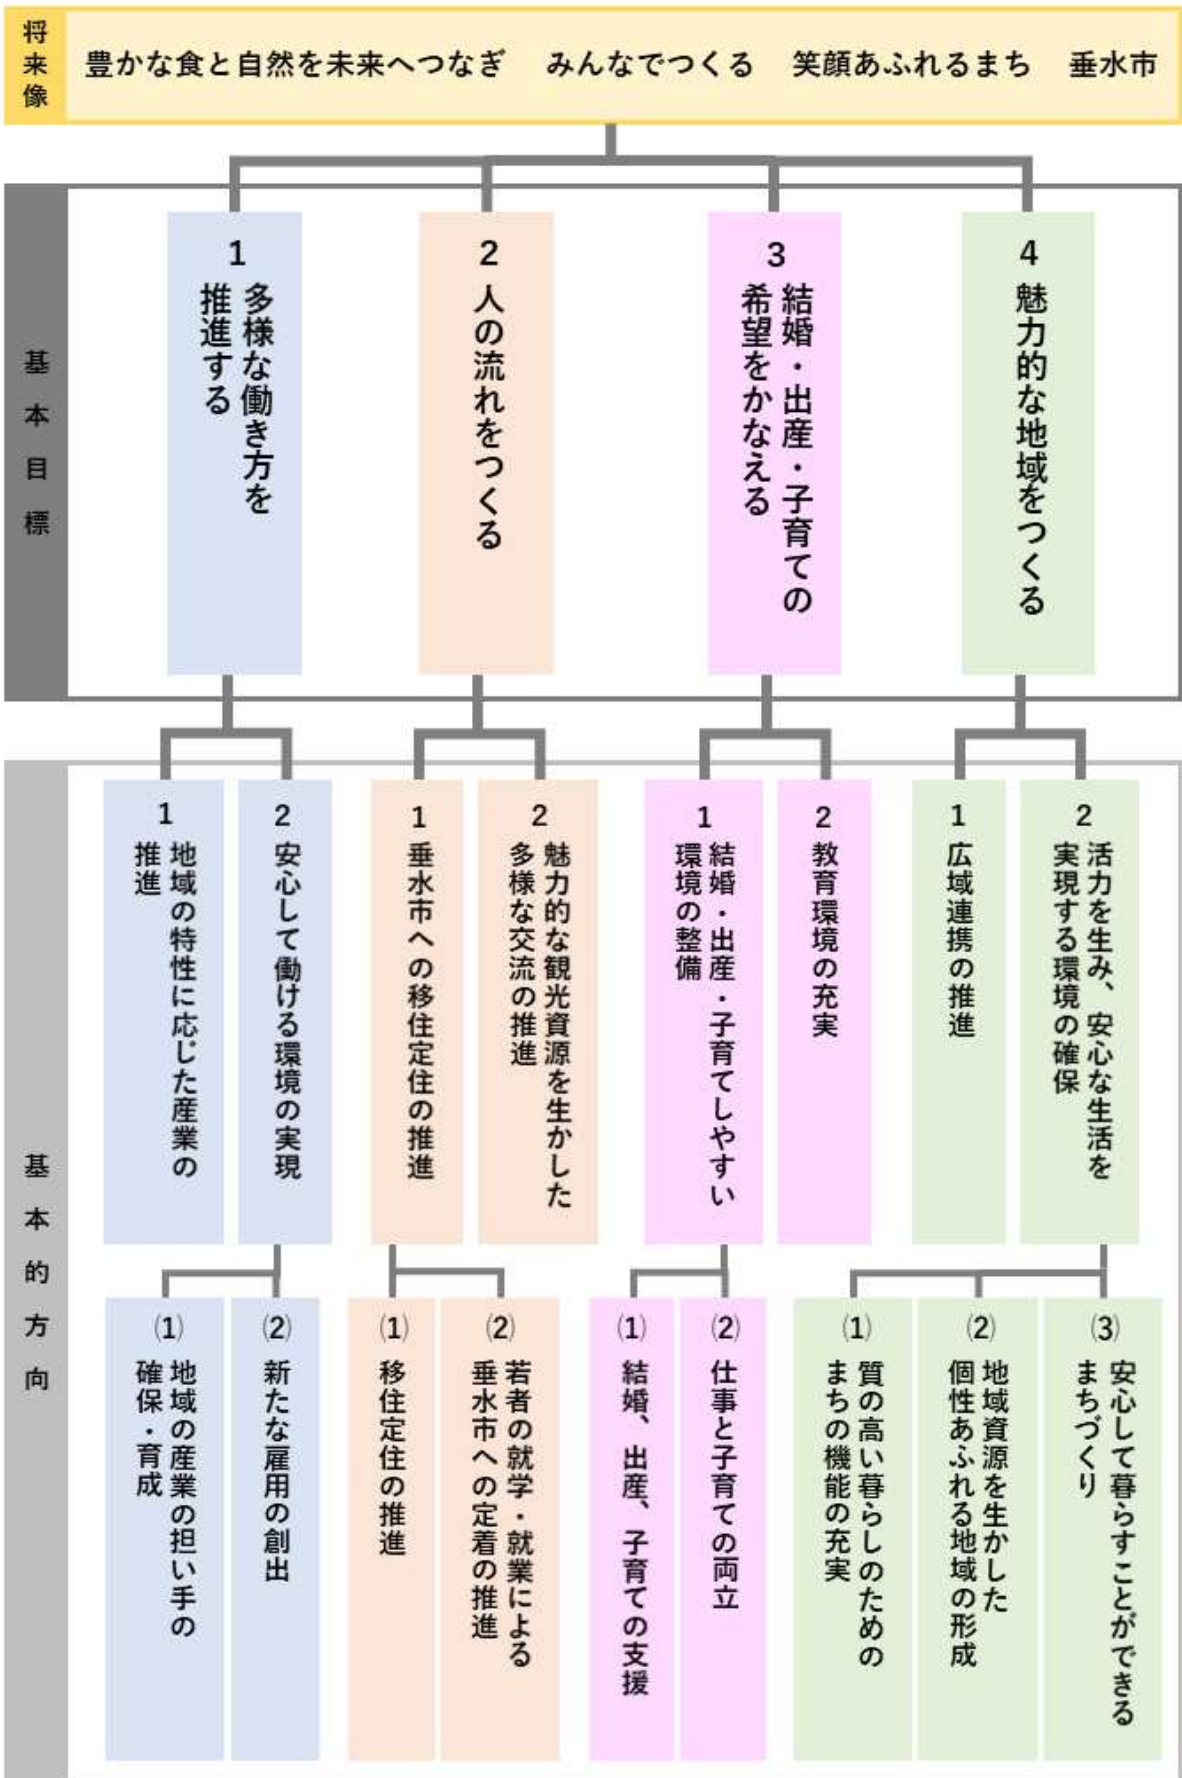 将来像
豊かな食と自然を未来へつなぎ　みんなでつくる　笑顔あふれるまち　垂水市
基本目標
1
多様な働き方を
推進する
2
人の流れをつくる
3
結婚・出産・子育ての
希望をかなえる
4
魅力的な地域をつくる
基本的方向
1
地域の特性に応じた産業の
推進
2
安心して働ける環境の実現
1
垂水市への移住定住の推進
2
魅力的な観光資源を生かした
多様な交流の推進
1
結婚・出産・子育てしやすい
環境の整備
2
教育環境の充実
1
広域連携の推進
2
活力を生み、安心な生活を
実現する環境の確保
(1)
地域の産業の担い手の
確保・育成
(2)
新たな雇用の創出
(1)
移住定住の推進
(2)
若者の就学・就業による
垂水市への定着の推進
(1)
結婚、出産、子育ての支援
(2)
仕事と子育ての両立
(1)
質の高い暮らしのための
まちの機能の充実
(2)
地域資源を生かした
個性あふれる地域の形成
(3)
安心して暮らすことができる
まちづくり